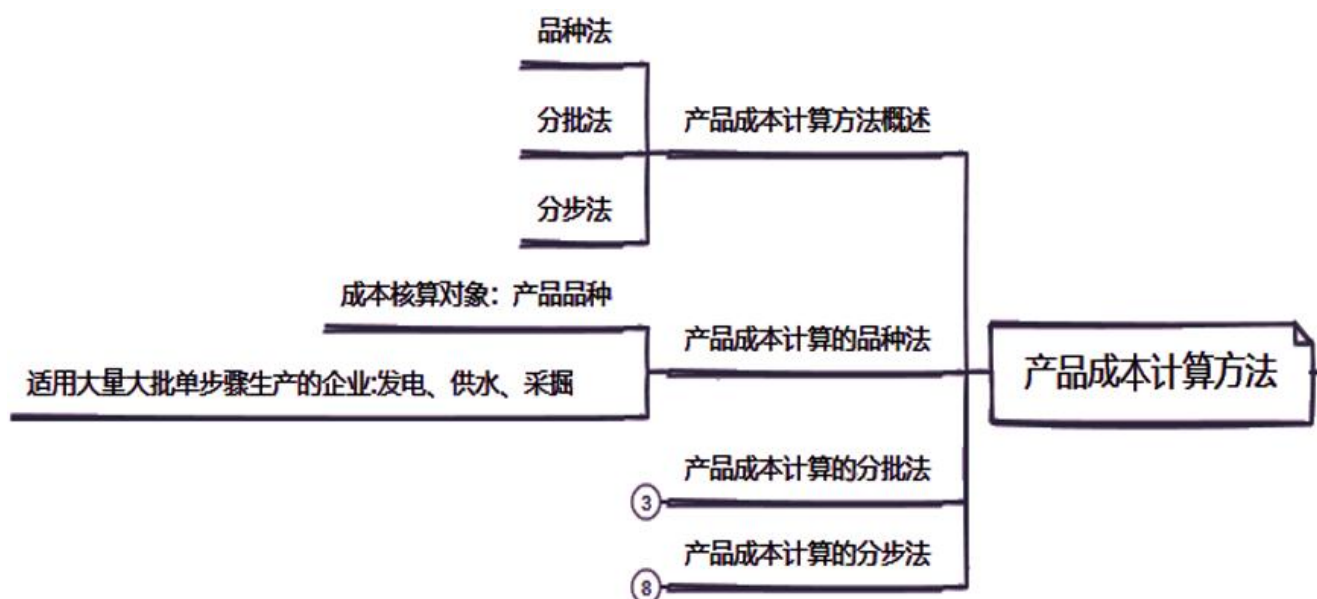 品种法
分批法
产品成本计算方法概述
分步法
成本核算对象：产品品种
产品成本计算的品种法
适用大量大批单步骤生产的企业:发电、供水、采掘
产品成本计算方法
产品成本计算的分批法
3
产品成本计算的分步法
8